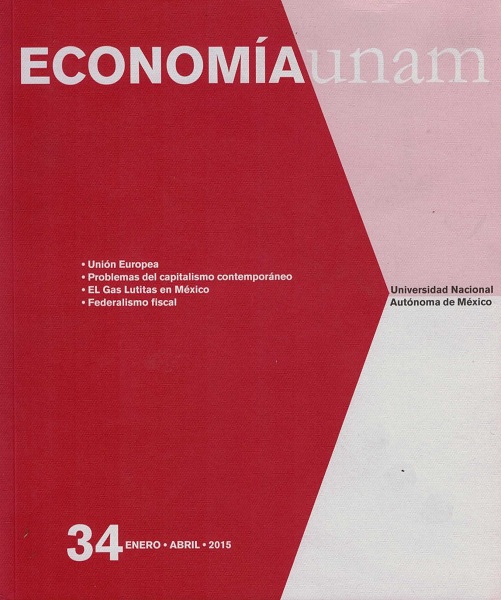 ECONOMÍAunam
• Unión Europea
• Problemas del capitalismo contemporáneo
• EL Gas Lutitas en México
• Federalismo fiscal
Universidad Nacional
Autónoma de México
34 ENERO • ABRIL • 2015